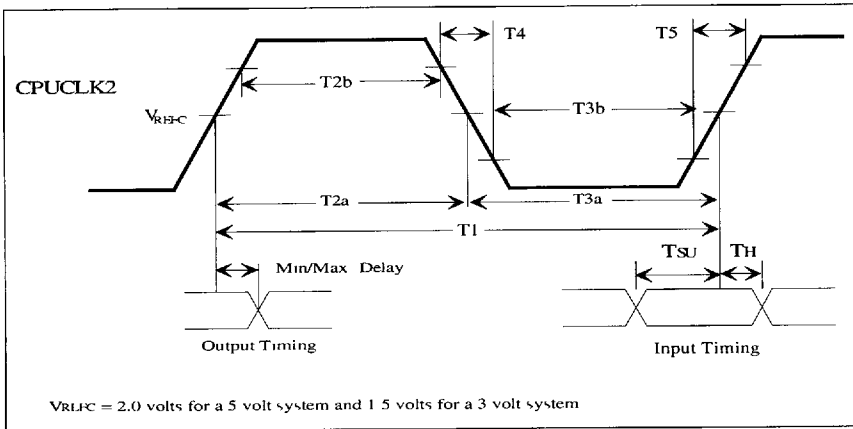 T4
T5
T2b
CPUCLK2
VREFC
T3b
T2a
T3a
T1
Min/Max Delay
TSU
TH
Output Timing
Input Timing
VREFC = 2.0 volts for a 5 volt system and 1 5 volts for a 3 volt system